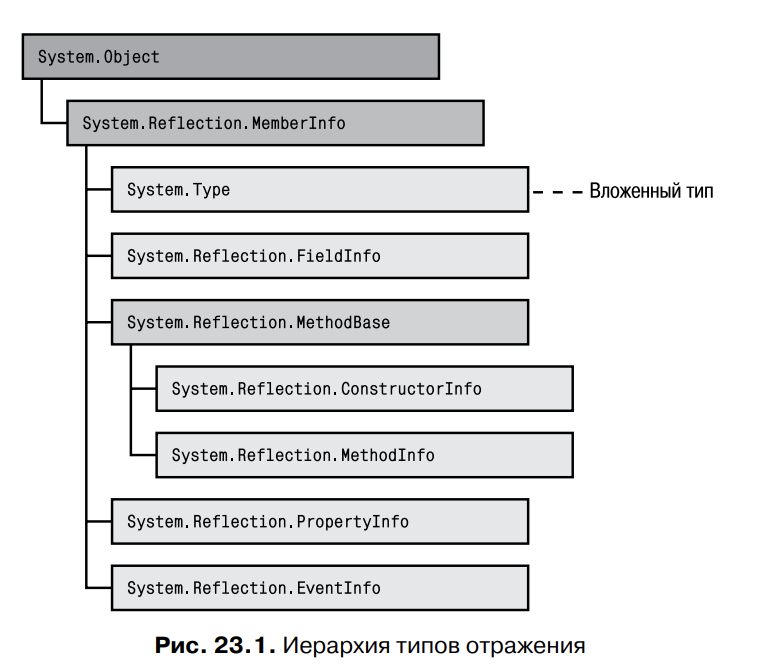 System.Object
System.Reflection.MemberInfo
System.Type
Вложенный тип
System.Reflection.FieldInfo
System.Reflection.MethodBase
System.Reflection.ConstructorInfo
System.Reflection.MethodInfo
System.Reflection.PropertyInfo
System.Reflection.EventInfo
Рис. 23.1. Иерархия типов отражения